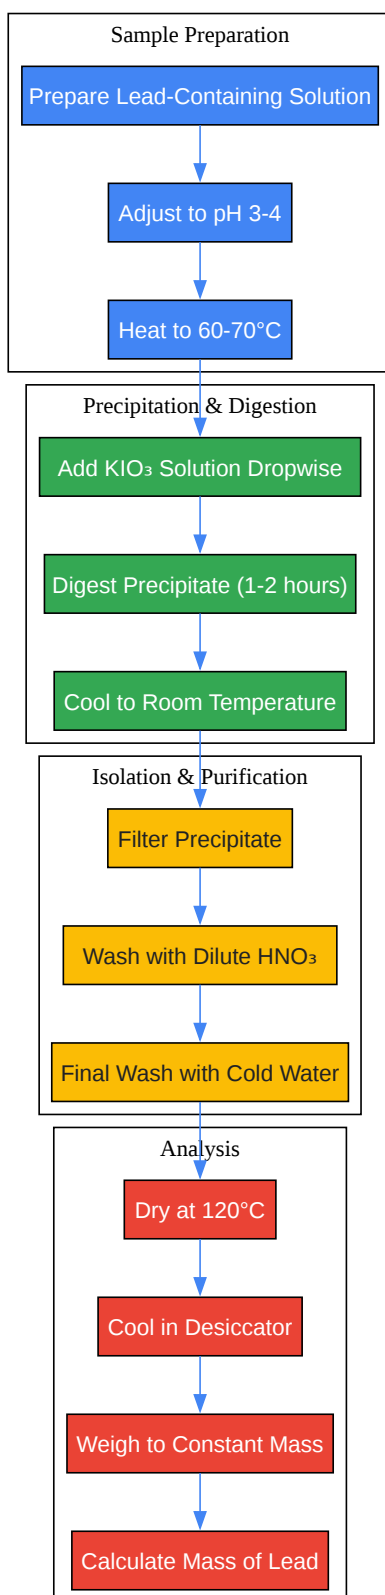 Sample Preparation
Prepare Lead-Containing Solution
Adjust to pH 3-4
Heat to 60-70°C
Precipitation & Digestion
Add KIO₃ Solution Dropwise
Digest Precipitate (1-2 hours)
Cool to Room Temperature
Isolation & Purification
Filter Precipitate
Wash with Dilute HNO₃
Final Wash with Cold Water
Analysis
Dry at 120°C
Cool in Desiccator
Weigh to Constant Mass
Calculate Mass of Lead